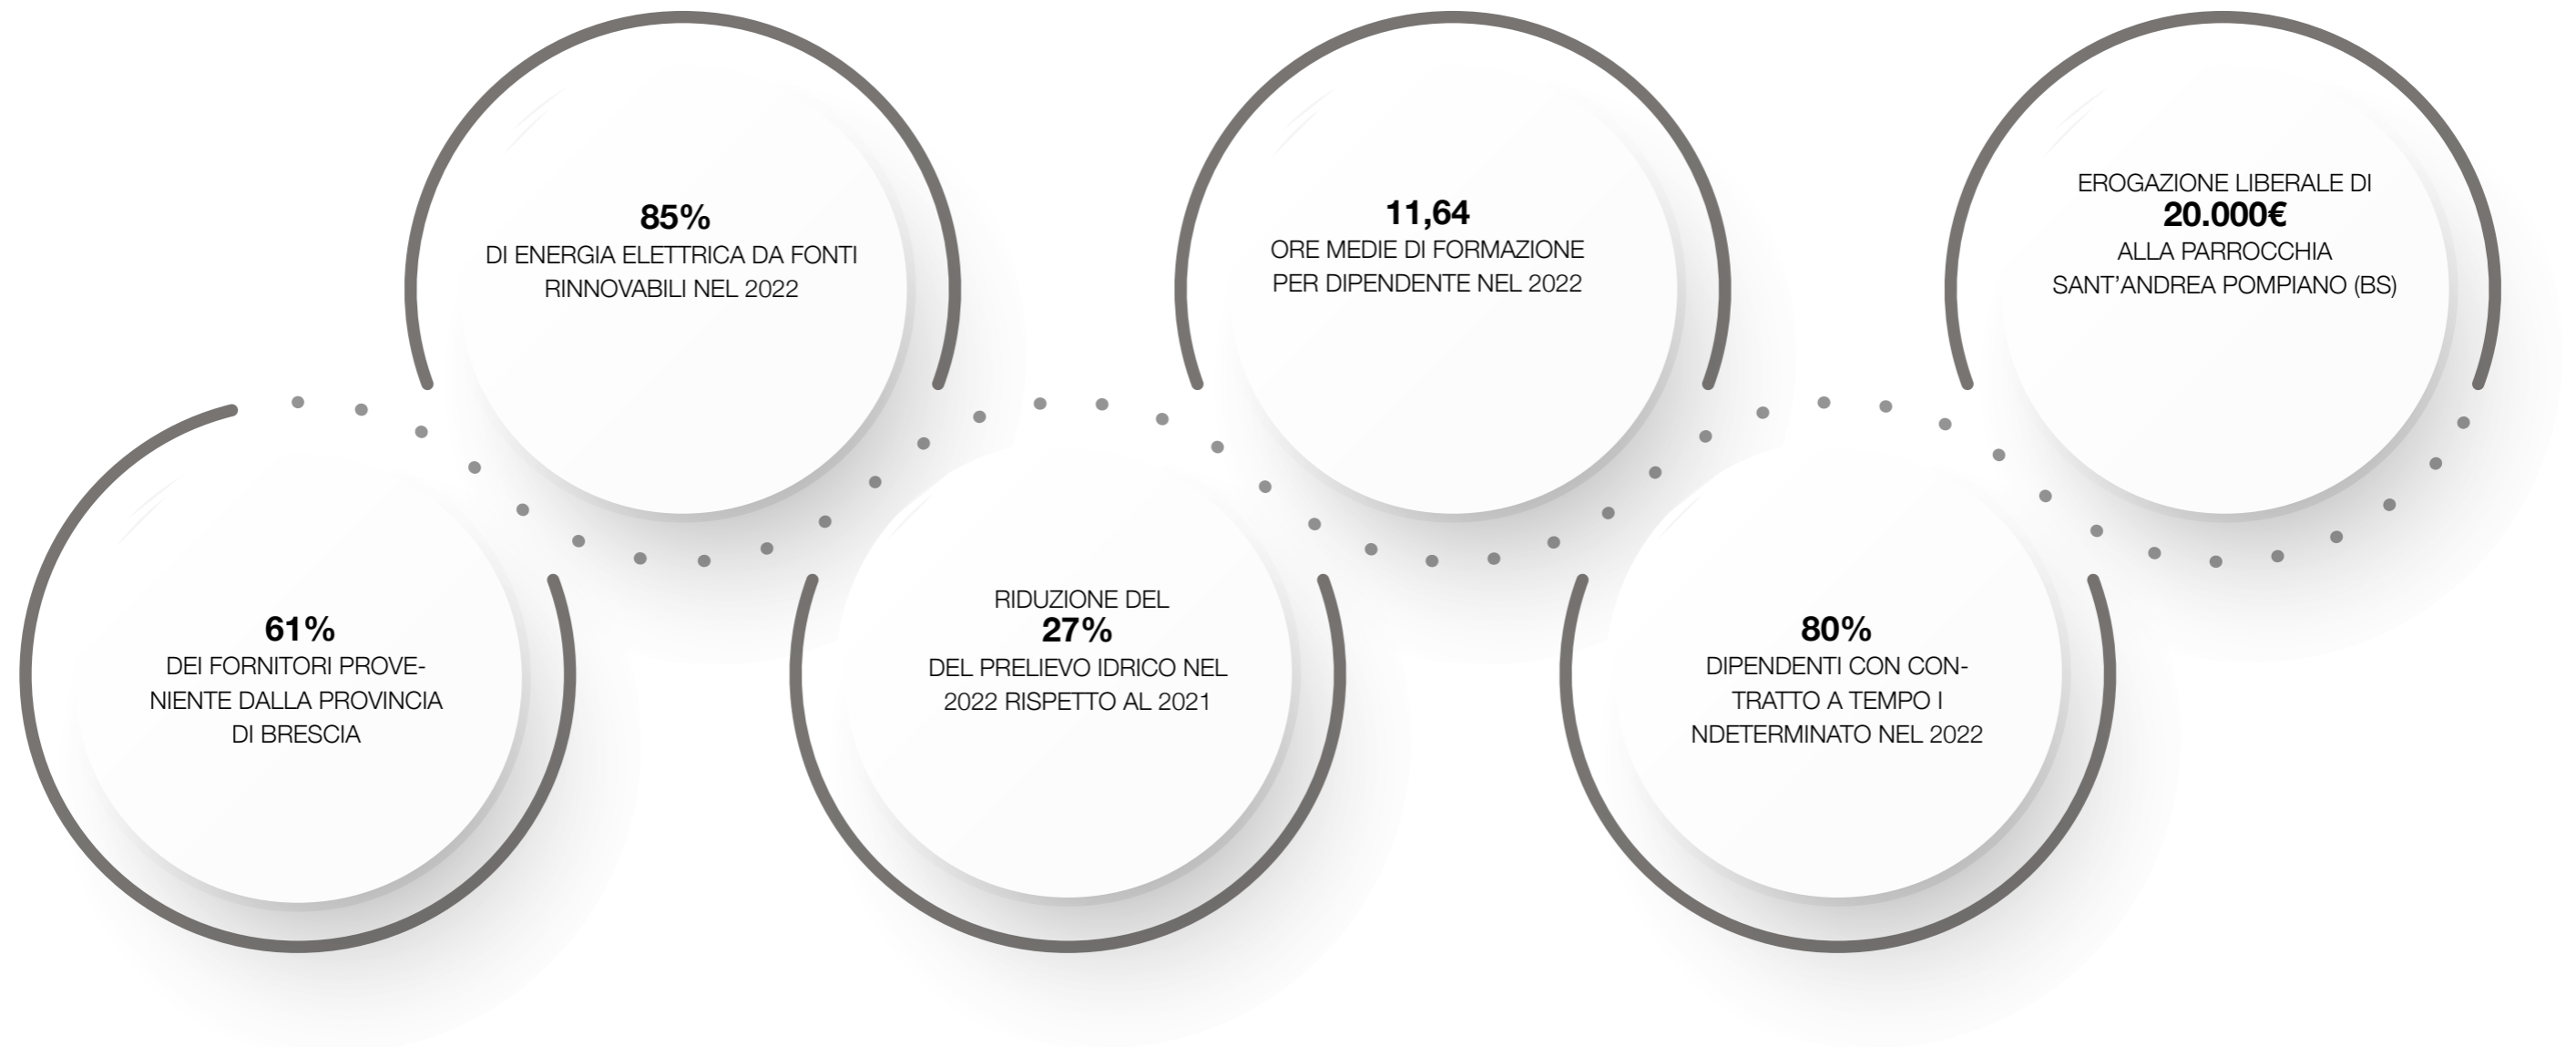 85%
DI ENERGIA ELETTRICA DA FONTI
RINNOVABILI NEL 2022
11,64
ORE MEDIE DI FORMAZIONE
PER DIPENDENTE NEL 2022
EROGAZIONE LIBERALE DI
20.000€
ALLA PARROCCHIA
SANT’ANDREA POMPIANO (BS)
61%
DEI FORNITORI PROVE-
NIENTE DALLA PROVINCIA
DI BRESCIA
RIDUZIONE DEL
27%
DEL PRELIEVO IDRICO NEL
2022 RISPETTO AL 2021
80%
DIPENDENTI CON CON-
TRATTO A TEMPO I
NDETERMINATO NEL 2022